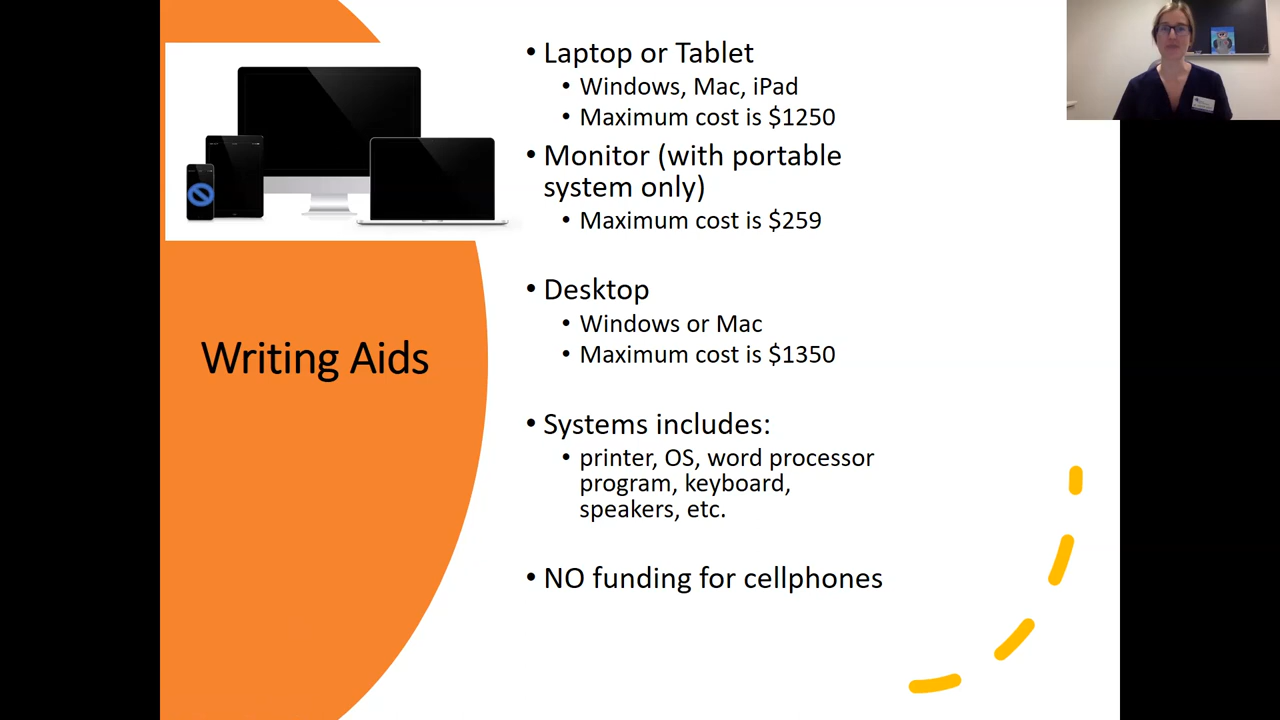 • Laptop or Tablet
• Windows, Mac, iPad
• Maximum cost is $1250
• Monitor (with portable
system only)
• Maximum cost is $259
• Desktop
• Windows or Mac
• Maximum cost is $1350
Writing Aids
• Systems includes:
• printer, OS, word processor
program, keyboard,
speakers, etc.
• NO funding for cellphones